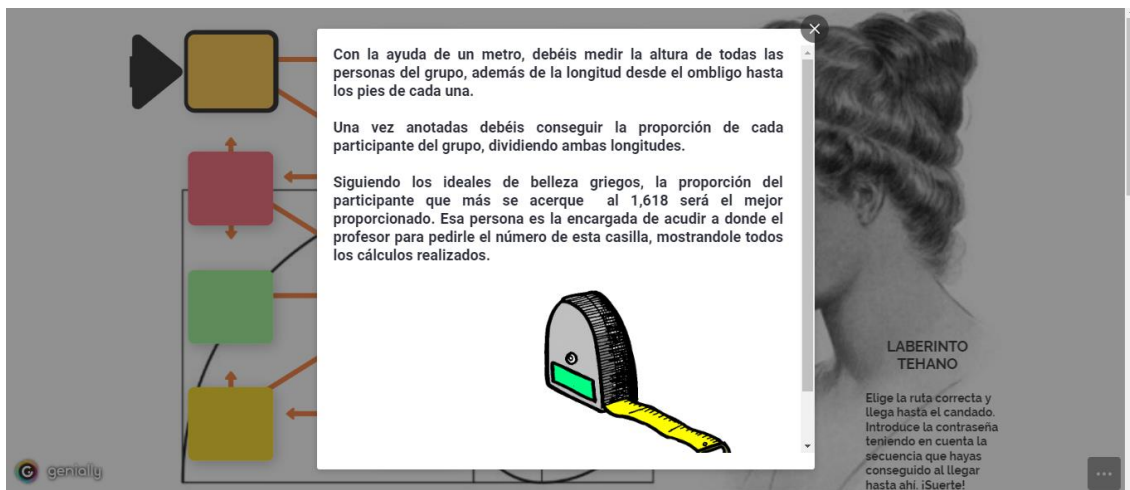 Con la ayuda de un metro, debéis medir la altura de todas las
personas del grupo, además de la longitud desde el ombligo hasta
los pies de cada una.
Una vez anotadas debéis conseguir la proporción de cada
participante del grupo, dividiendo ambas longitudes.
Siguiendo los ideales de belleza griegos, la proporción del
participante que más se acerque al 1,618 será el mejor
proporcionado. Esa persona es la encargada de acudir a donde el
profesor para pedirle el número de esta casilla, mostrandole todos
los cálculos realizados.
LABERINTO
TEHANO
Elige la ruta correcta y
llega hasta el candado.
Introduce la contraseña
teniendo en cuenta la
secuencia que hayas
conseguido al llegar
hasta ahí. ¡Suerte!
genially